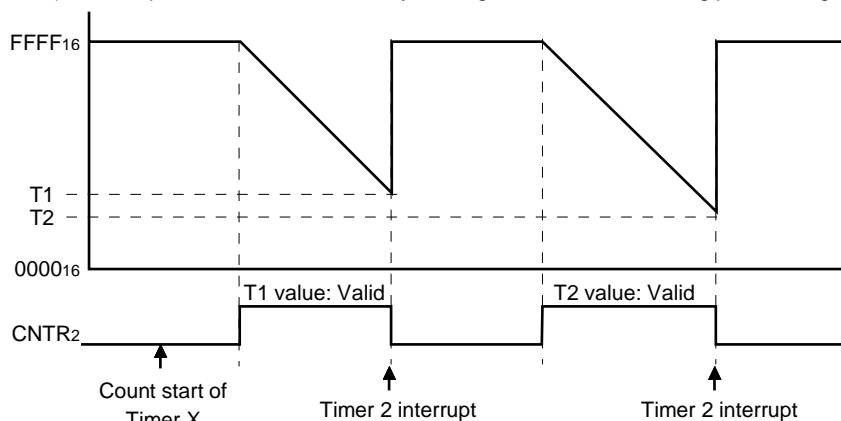 FFFF16
T1
T2
000016
T1 value: Valid
T2 value: Valid
CNTR2
Count start of
Timer X
Timer 2 interrupt
Timer 2 interrupt